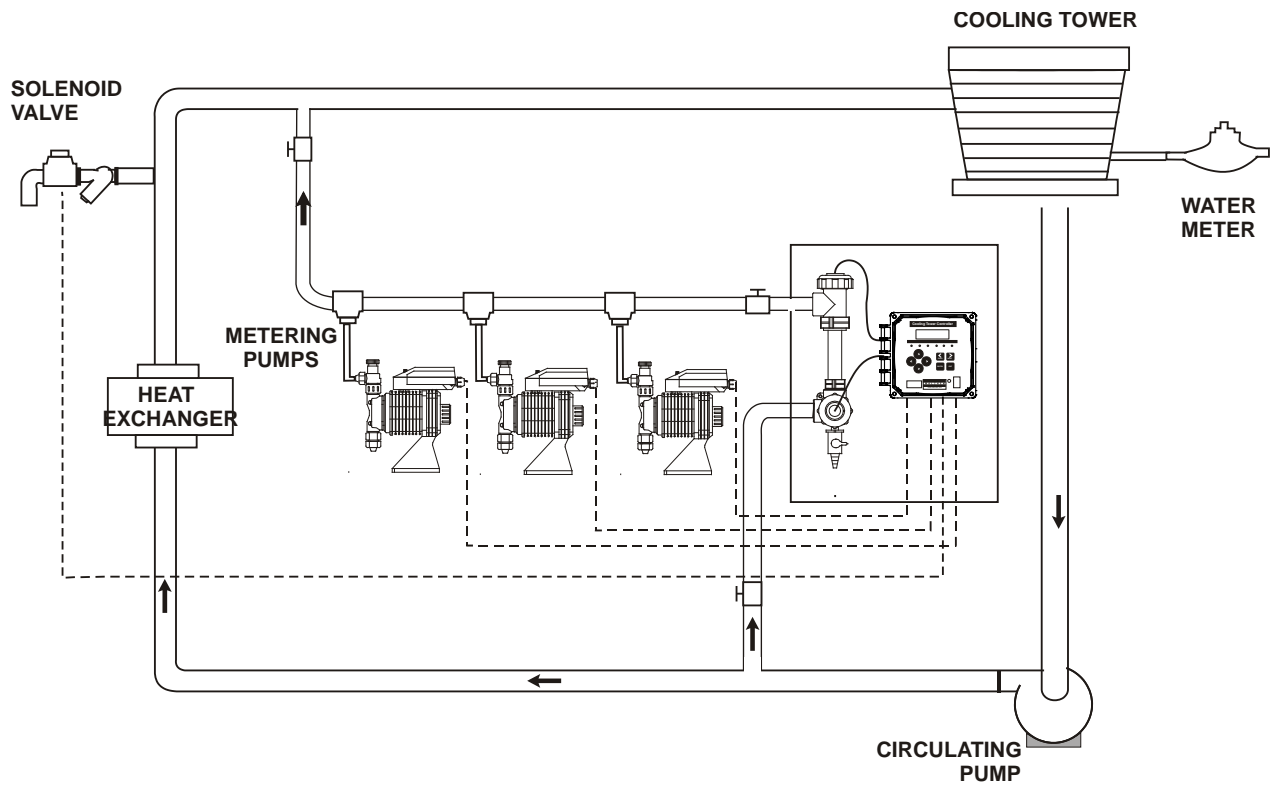 COOLING TOWER
SOLENOID
VALVE
WATER
METER
METERING
PUMPS
Cooling Tower Controller
HEAT
EXCHANGER
CIRCULATING
PUMP